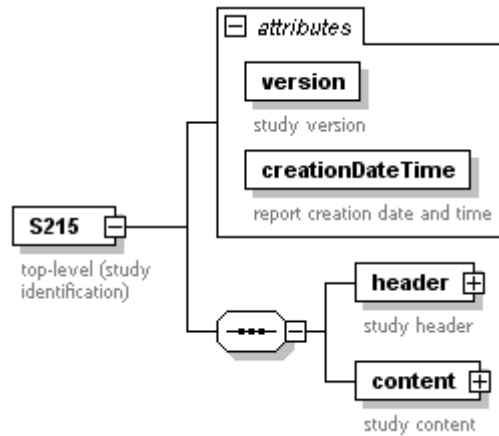 attributes
version
study version
creationDateTime
report creation date and time
S215
top-level (study
identification)
header
study header
content
study content